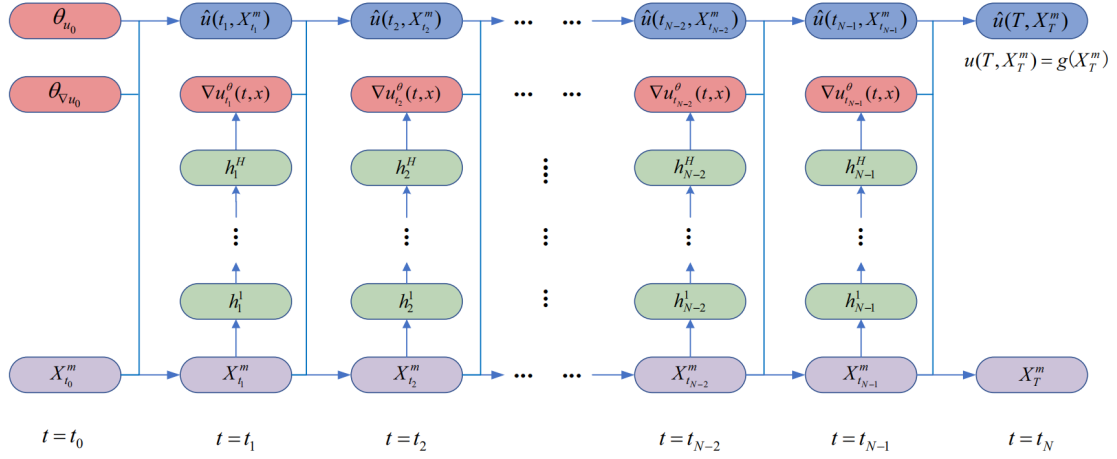 θ_{u_0} û(t_1, X^m_{t_1}) û(t_2, X^m_{t_2}) ... ... û(t_{N-2}, X^m_{t_{N-2}}) û(t_{N-1}, X^m_{t_{N-1}}) û(T, X^m_T)
u(T, X^m_T) = g(X^m_T)
θ_{∇u_0} ∇u^θ_{t_1}(t, x) ∇u^θ_{t_2}(t, x) ... ... ∇u^θ_{t_{N-2}}(t, x) ∇u^θ_{t_{N-1}}(t, x)
h^H_1 h^H_2 h^H_{N-2} h^H_{N-1}
h^1_1 h^1_2 h^1_{N-2} h^1_{N-1}
X^m_{t_0} X^m_{t_1} X^m_{t_2} ... ... X^m_{t_{N-2}} X^m_{t_{N-1}} X^m_T
t = t_0 t = t_1 t = t_2 t = t_{N-2} t = t_{N-1} t = t_N